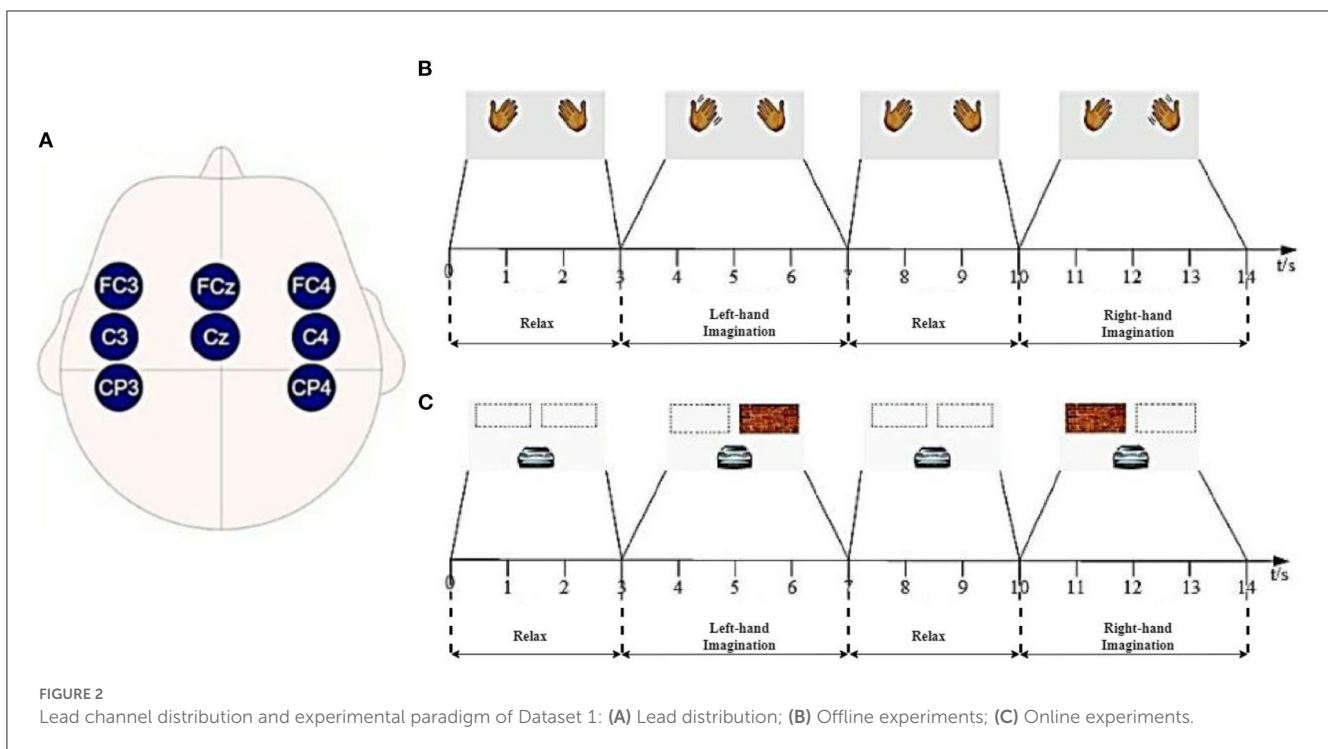 A
FC3 FCz FC4
C3 Cz C4
CP3 CP4
B
0 1 2 3 4 5 6 7 8 9 10 11 12 13 14
t/s
Relax Left-hand Relax Right-hand
Imagination Imagination
C
0 1 2 3 4 5 6 7 8 9 10 11 12 13 14
t/s
Relax Left-hand Relax Right-hand
Imagination Imagination
FIGURE 2
Lead channel distribution and experimental paradigm of Dataset 1: (A) Lead distribution; (B) Offline experiments; (C) Online experiments.